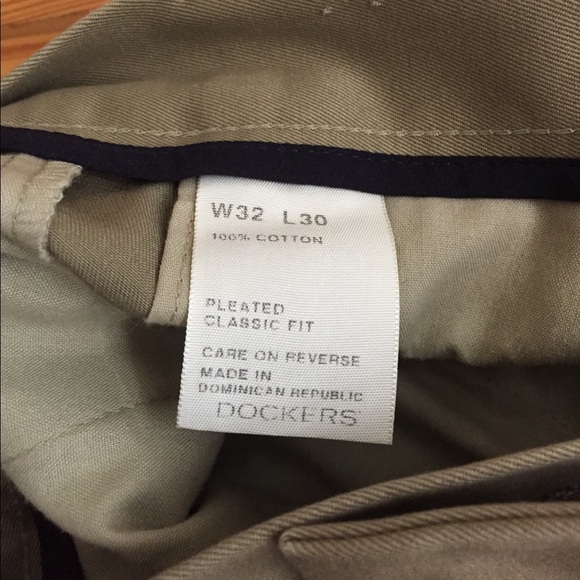 W32 L30
100% COTTON
PLEATED
CLASSIC FIT
CARE ON REVERSE
MADE IN
DOMINICAN REPUBLIC
DOCKERS